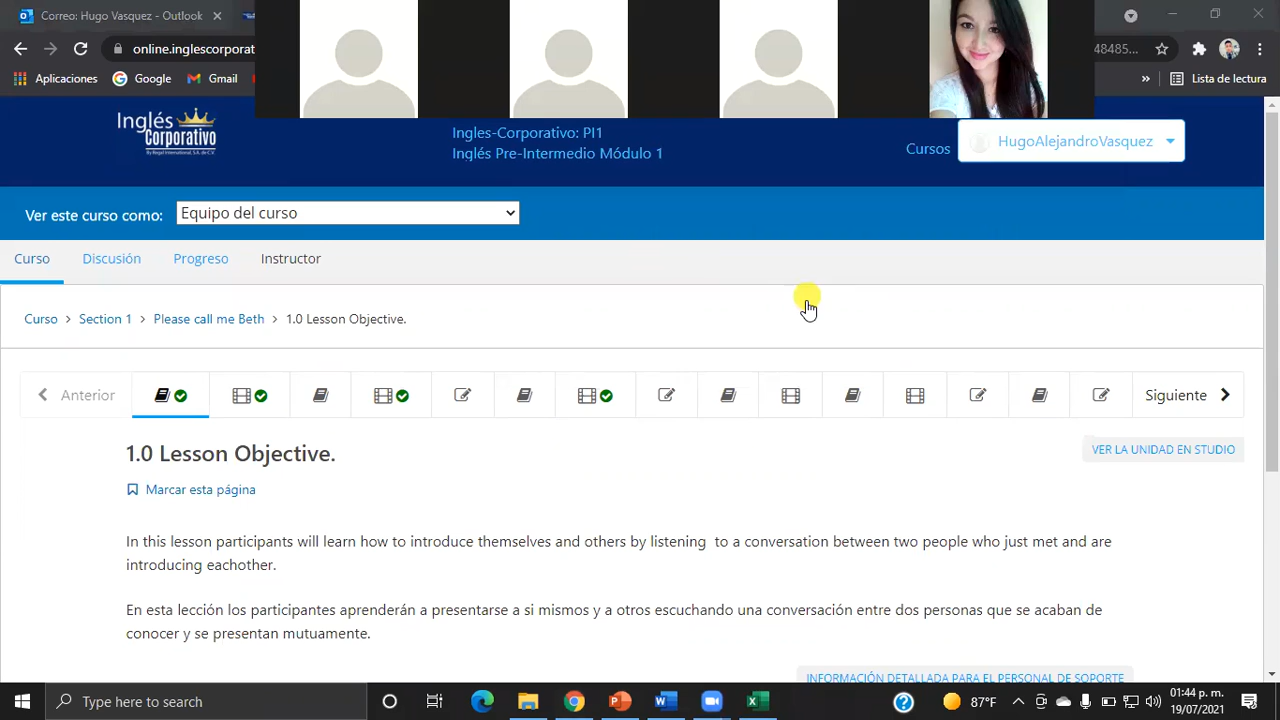 Correo: Hugo Vasquez - Outlook
online.inglescorporat
48485...
Aplicaciones
Google
Gmail
Lista de lectura
Inglés
Corporativo
By Regal International, S.A. de C.V.
Ingles-Corporativo: PI1
Inglés Pre-Intermedio Módulo 1
Cursos
HugoAlejandroVasquez
Ver este curso como:
Equipo del curso
Curso
Discusión
Progreso
Instructor
Curso > Section 1 > Please call me Beth > 1.0 Lesson Objective.
Anterior
Siguiente
1.0 Lesson Objective.
VER LA UNIDAD EN STUDIO
Marcar esta página
In this lesson participants will learn how to introduce themselves and others by listening to a conversation between two people who just met and are
introducing eachother.
En esta lección los participantes aprenderán a presentarse a si mismos y a otros escuchando una conversación entre dos personas que se acaban de
conocer y se presentan mutuamente.
INFORMACIÓN DETALLADA PARA EL PERSONAL DE SOPORTE
Type here to search
87°F
01:44 p. m.
19/07/2021